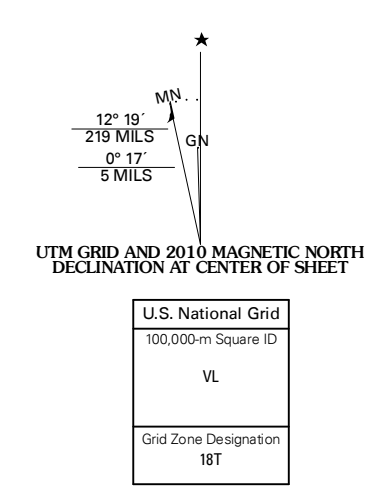 ★
MN
12° 19´
219 MILS
GN
0° 17´
5 MILS
UTM GRID AND 2010 MAGNETIC NORTH
DECLINATION AT CENTER OF SHEET
U.S. National Grid
100,000-m Square ID
VL
Grid Zone Designation
18T